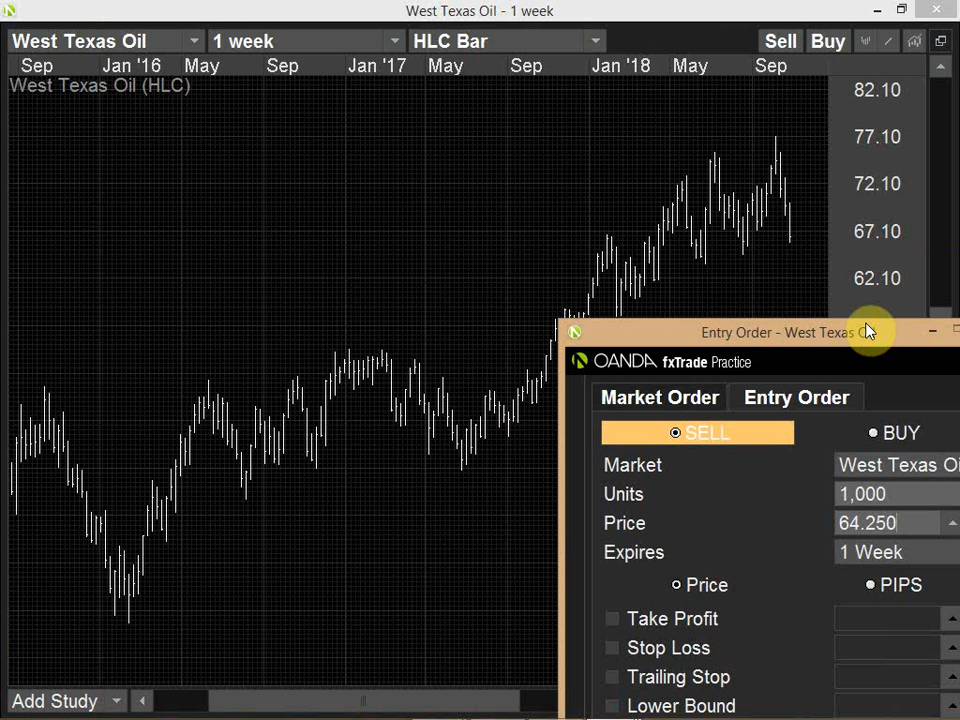 West Texas Oil - 1 week
West Texas Oil 1 week HLC Bar Sell Buy
Sep Jan '16 May Sep Jan '17 May Sep Jan '18 May Sep
West Texas Oil (HLC)
82.10
77.10
72.10
67.10
62.10
Entry Order - West Texas
OANDA fxTrade Practice
Market Order Entry Order
SELL BUY
Market West Texas Oi
Units 1,000
Price 64.250
Expires 1 Week
Price PIPS
Take Profit
Stop Loss
Trailing Stop
Lower Bound
Add Study